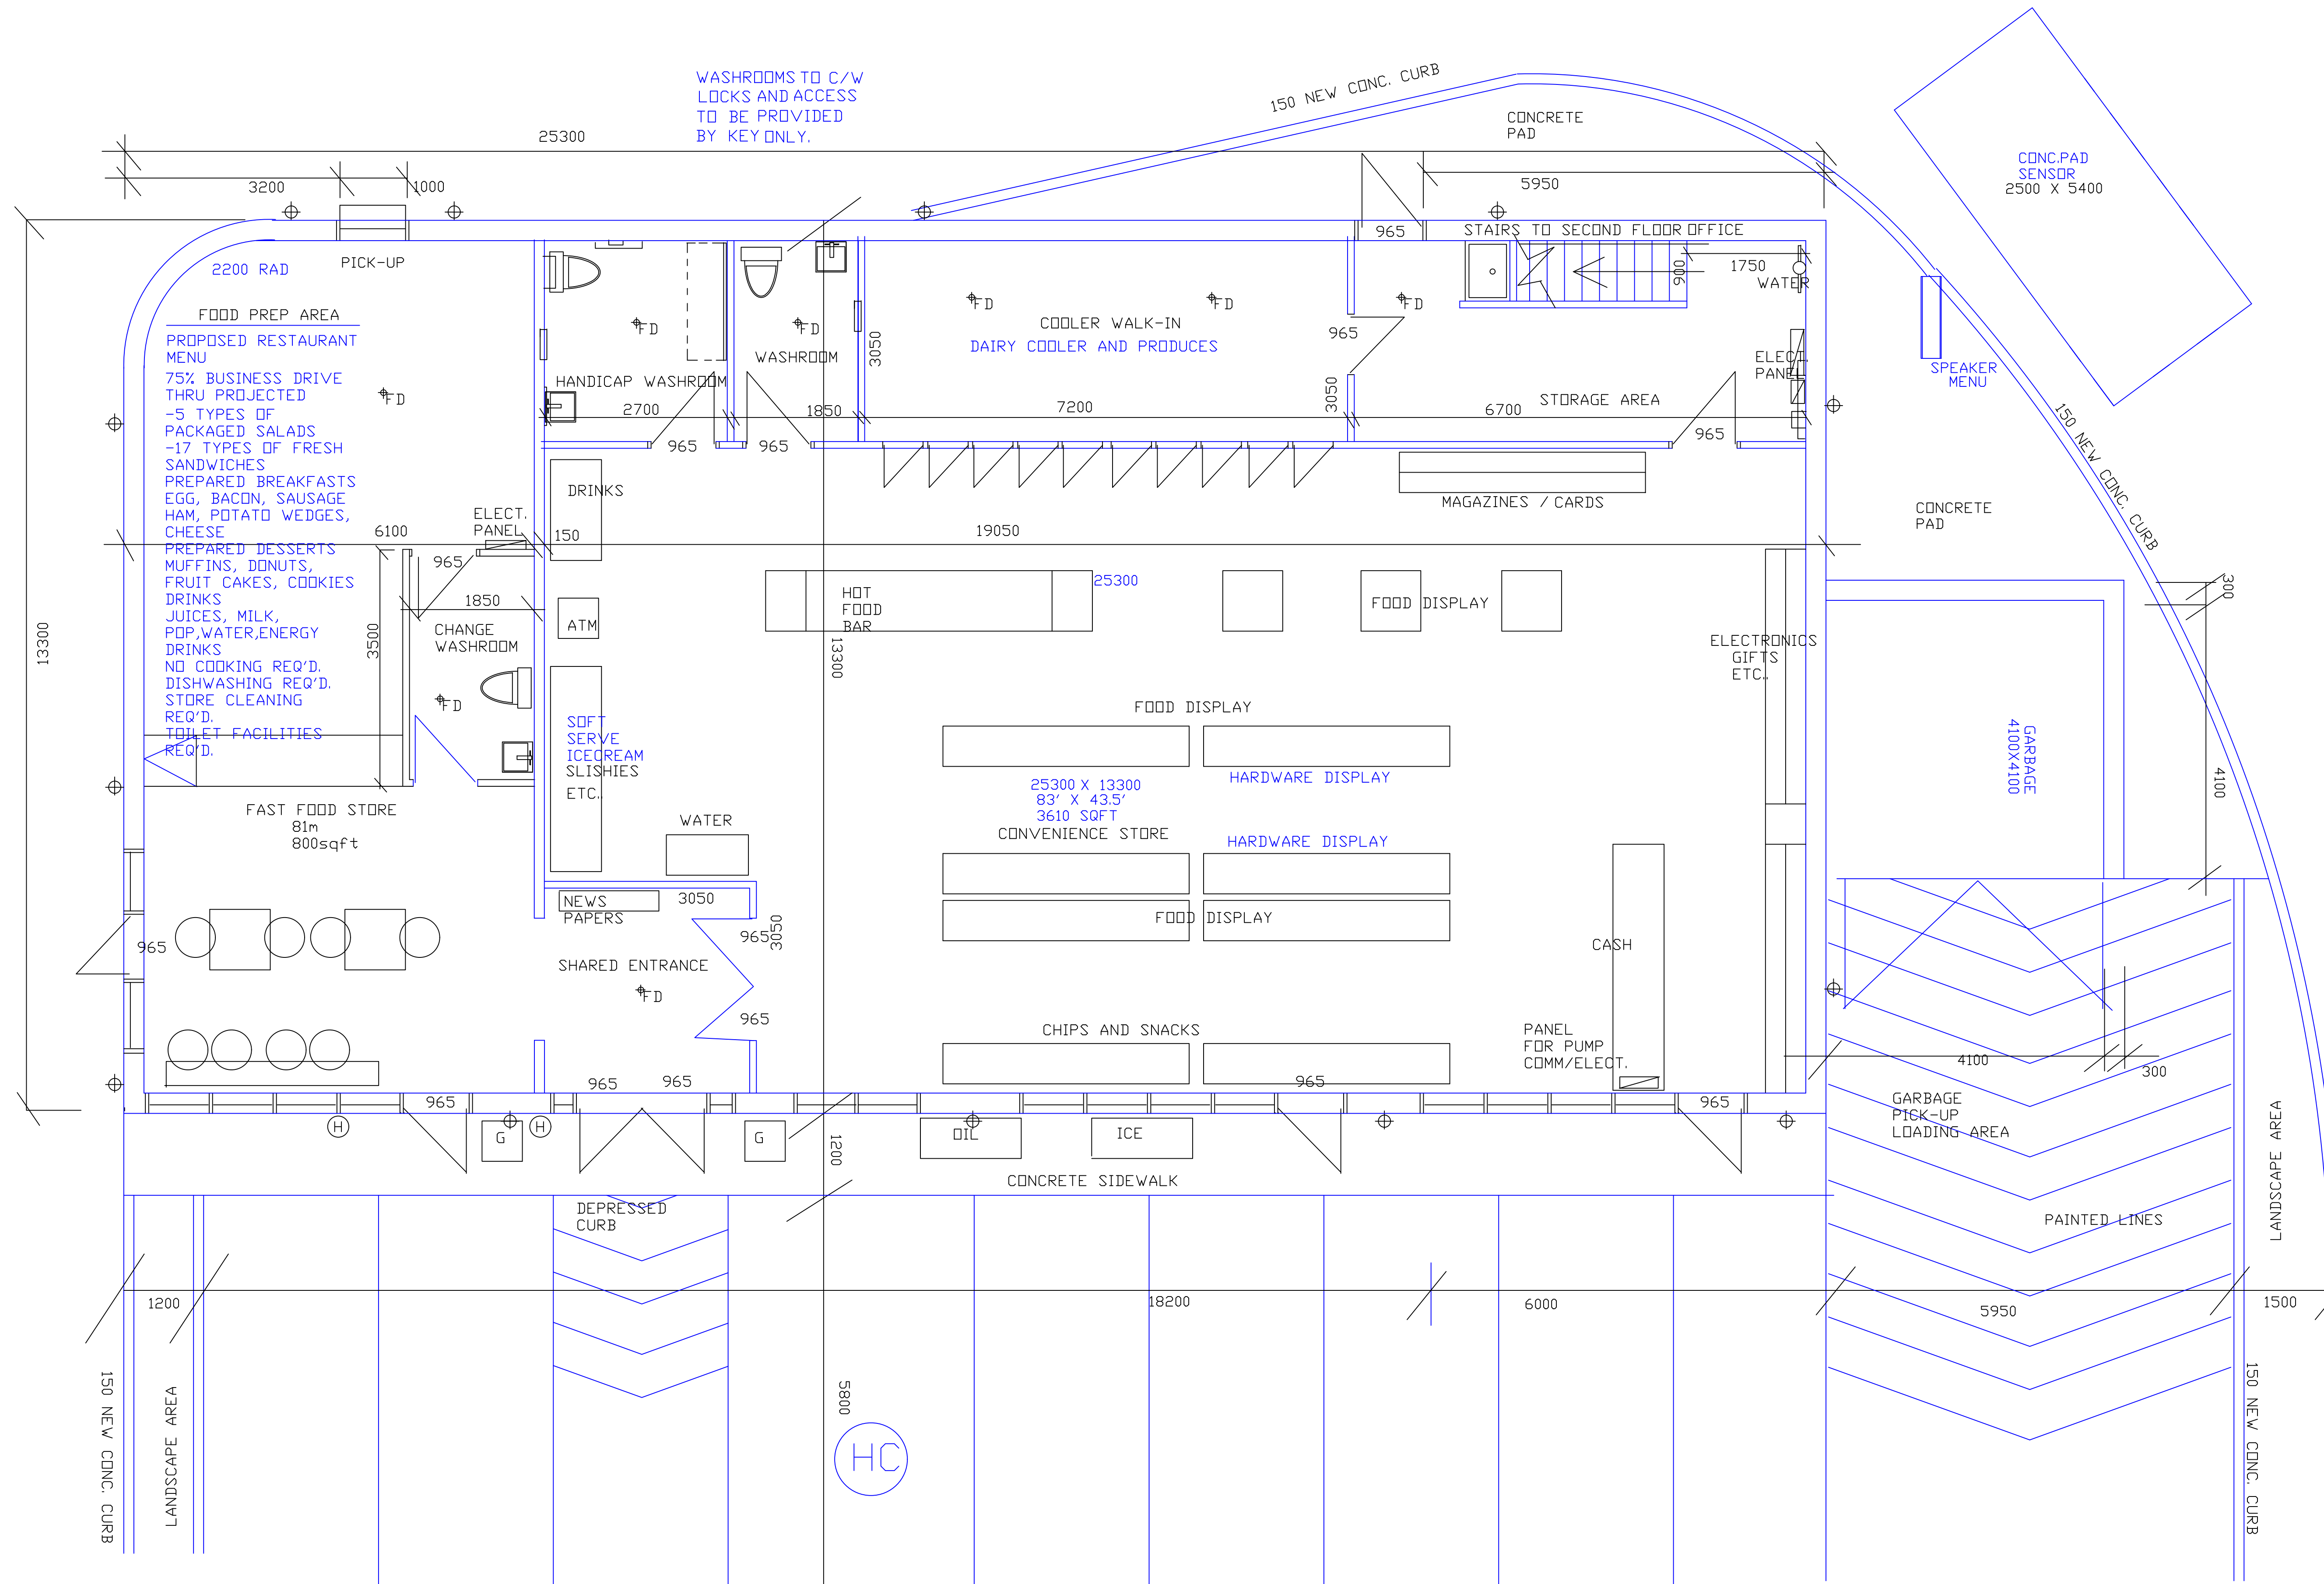 WASHROOMS TO C/W
LOCKS AND ACCESS
TO BE PROVIDED
BY KEY ONLY.
150 NEW CONC. CURB
CONCRETE
PAD
25300
3200
1000
5950
CONC.PAD
SENSOR
2500 X 5400
2200 RAD
PICK-UP
965
STAIRS TO SECOND FLOOR OFFICE
900
1750
WATER
FOOD PREP AREA
PROPOSED RESTAURANT
MENU
75% BUSINESS DRIVE
THRU PROJECTED
-5 TYPES OF
PACKAGED SALADS
-17 TYPES OF FRESH
SANDWICHES
PREPARED BREAKFASTS
EGG, BACON, SAUSAGE
HAM, POTATO WEDGES,
CHEESE
PREPARED DESSERTS
MUFFINS, DONUTS,
FRUIT CAKES, COOKIES
DRINKS
JUICES, MILK,
POP,WATER,ENERGY
DRINKS
NO COOKING REQ'D.
DISHWASHING REQ'D.
STORE CLEANING
REQ'D.
TOILET FACILITIES
REQ'D.
FD
FD
FD
FD
FD
FD
HANDICAP WASHROOM
WASHROOM
3050
COOLER WALK-IN
DAIRY COOLER AND PRODUCES
965
3050
STORAGE AREA
ELECT.
PANEL
SPEAKER
MENU
2700
1850
7200
6700
965
965
965
150 NEW CONC. CURB
DRINKS
MAGAZINES / CARDS
ELECT.
PANEL
6100
150
19050
CONCRETE
PAD
965
1850
3500
CHANGE
WASHROOM
FD
ATM
HOT
FOOD
BAR
25300
FOOD DISPLAY
ELECTRONICS
GIFTS
ETC..
13300
13300
300
4100
GARBAGE
4100X4100
SOFT
SERVE
ICECREAM
SLISHIES
ETC..
FOOD DISPLAY
HARDWARE DISPLAY
25300 X 13300
83' X 43.5'
3610 SQFT
CONVENIENCE STORE
HARDWARE DISPLAY
FAST FOOD STORE
81m
800sqft
WATER
NEWS
PAPERS
3050
3050
965
965
965
FOOD DISPLAY
CASH
SHARED ENTRANCE
FD
CHIPS AND SNACKS
PANEL
FOR PUMP
COMM/ELECT.
4100
300
965
965
965
965
965
H
H
G
G
OIL
ICE
1200
GARBAGE
PICK-UP
LOADING AREA
CONCRETE SIDEWALK
DEPRESSED
CURB
PAINTED LINES
LANDSCAPE AREA
1200
18200
6000
5950
1500
5800
HC
150 NEW CONC. CURB
LANDSCAPE AREA
150 NEW CONC. CURB